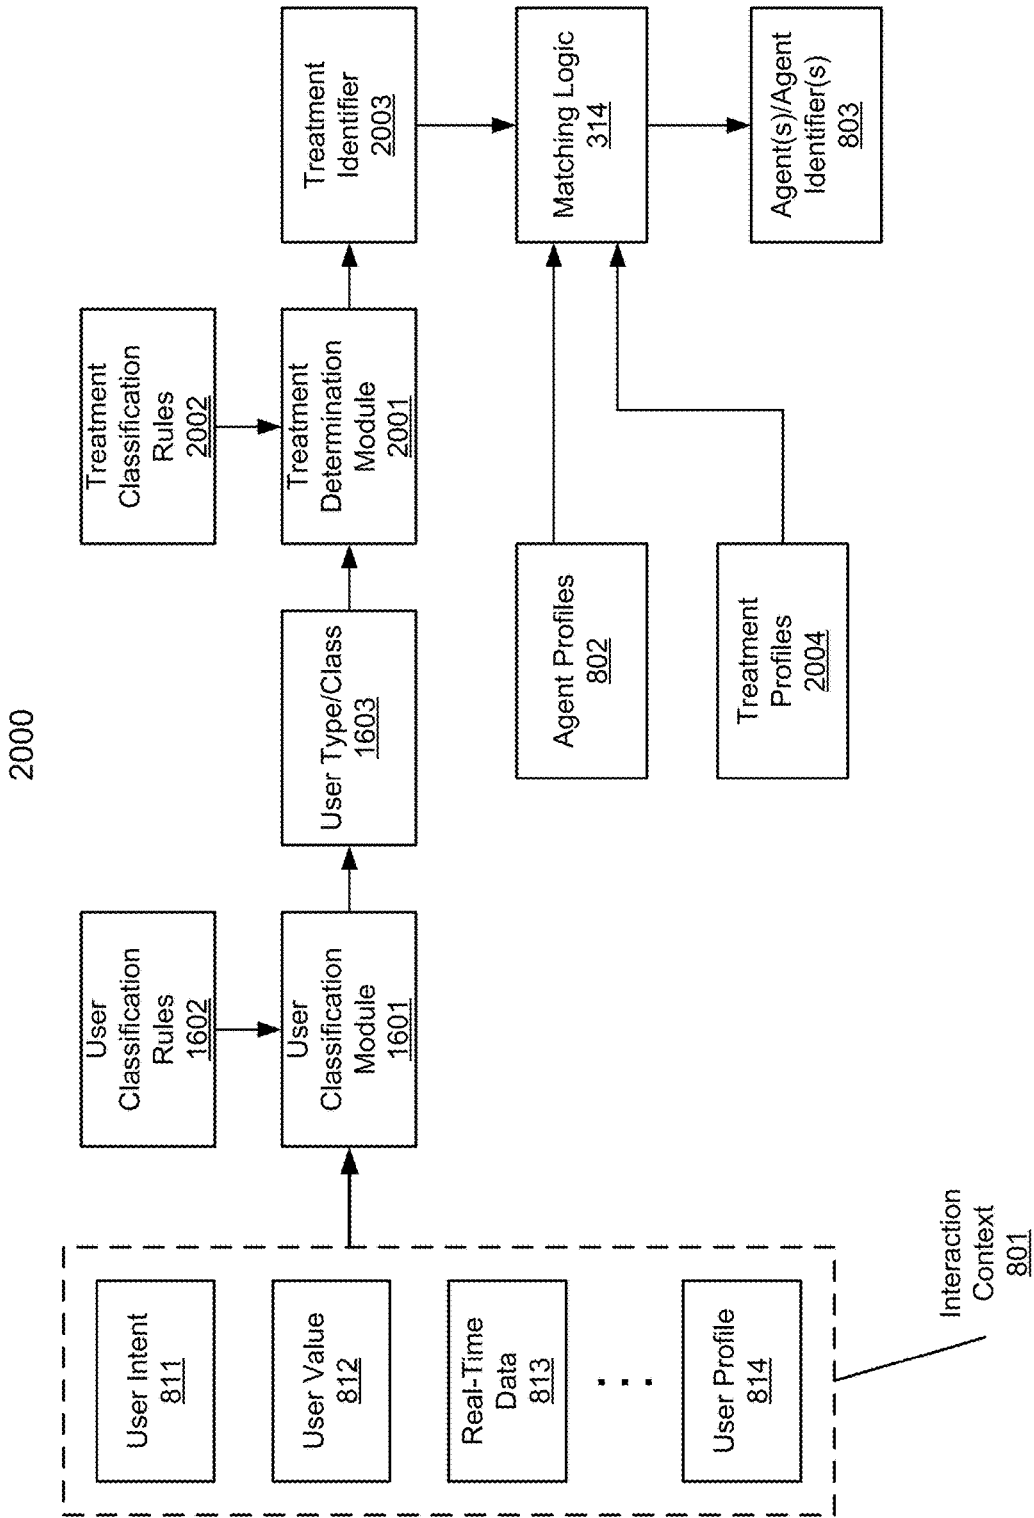 2000
User Intent
811
User Value
812
Real-Time
Data
813
User Profile
814
Interaction
Context
801
User
Classification
Rules
1602
User
Classification
Module
1601
User Type/Class
1603
Treatment
Classification
Rules
2002
Treatment
Determination
Module
2001
Treatment
Identifier
2003
Agent Profiles
802
Treatment
Profiles
2004
Matching Logic
314
Agent(s)/Agent
Identifier(s)
803